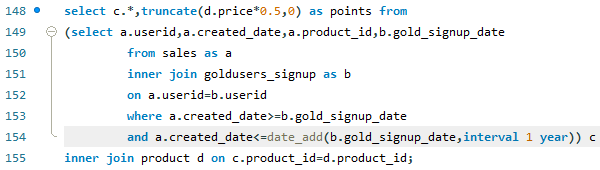 148 select c.*,truncate(d.price*0.5,0) as points from
149 (select a.userid,a.created_date,a.product_id,b.gold_signup_date
150 from sales as a
151 inner join goldusers_signup as b
152 on a.userid=b.userid
153 where a.created_date>=b.gold_signup_date
154 and a.created_date<=date_add(b.gold_signup_date,interval 1 year)) c
155 inner join product d on c.product_id=d.product_id;